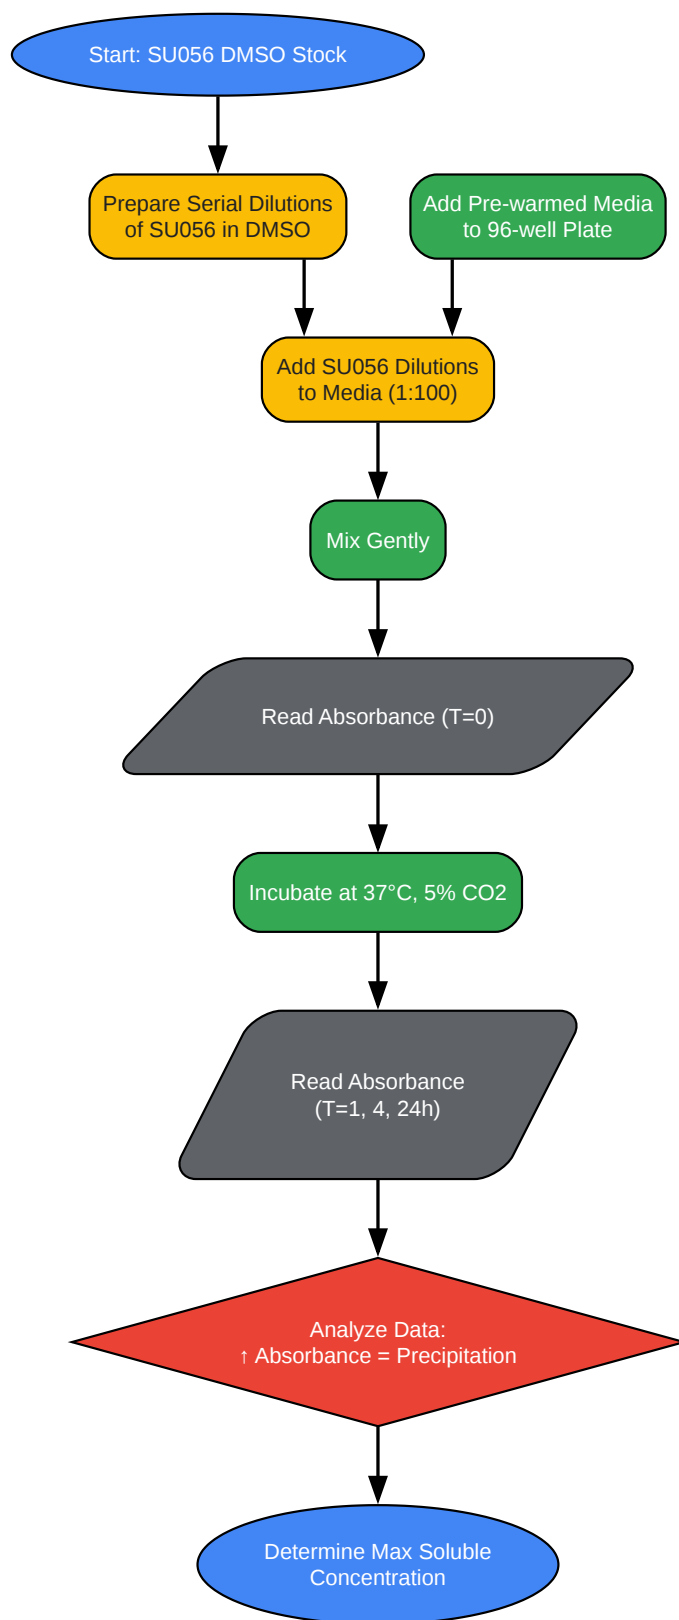 Start: SU056 DMSO Stock
Prepare Serial Dilutions
of SU056 in DMSO
Add Pre-warmed Media
to 96-well Plate
Add SU056 Dilutions
to Media (1:100)
Mix Gently
Read Absorbance (T=0)
Incubate at 37°C, 5% CO2
Read Absorbance
(T=1, 4, 24h)
Analyze Data:
↑ Absorbance = Precipitation
Determine Max Soluble
Concentration